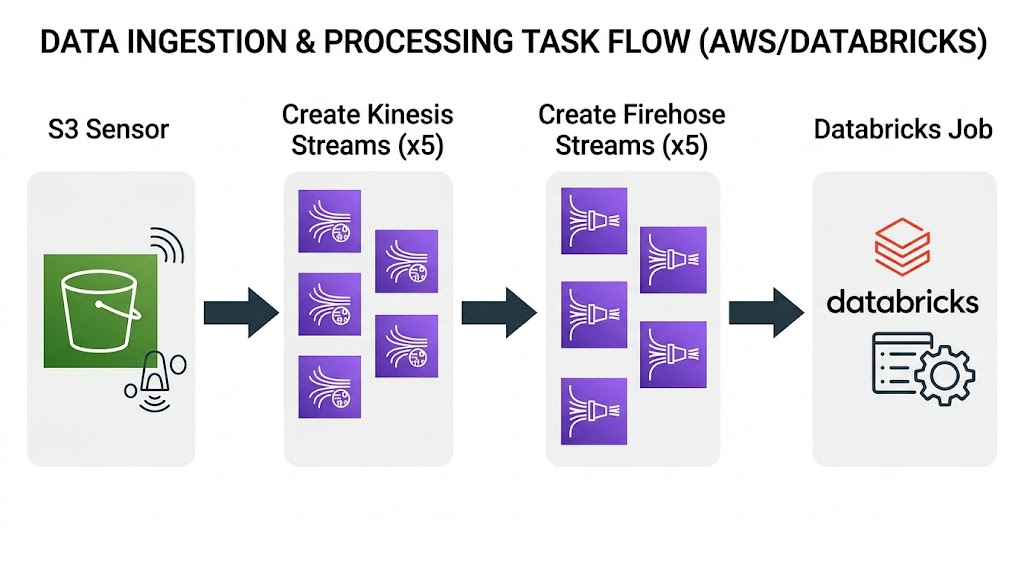 DATA INGESTION & PROCESSING TASK FLOW (AWS/DATABRICKS)
S3 Sensor
Create Kinesis
Streams (x5)
Create Firehose
Streams (x5)
Databricks Job
databricks